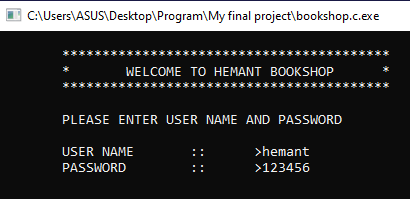 C:\Users\ASUS\Desktop\Program\My final project\bookshop.c.exe
*****************************************
* WELCOME TO HEMANT BOOKSHOP *
*****************************************
PLEASE ENTER USER NAME AND PASSWORD
USER NAME :: >hemant
PASSWORD :: >123456